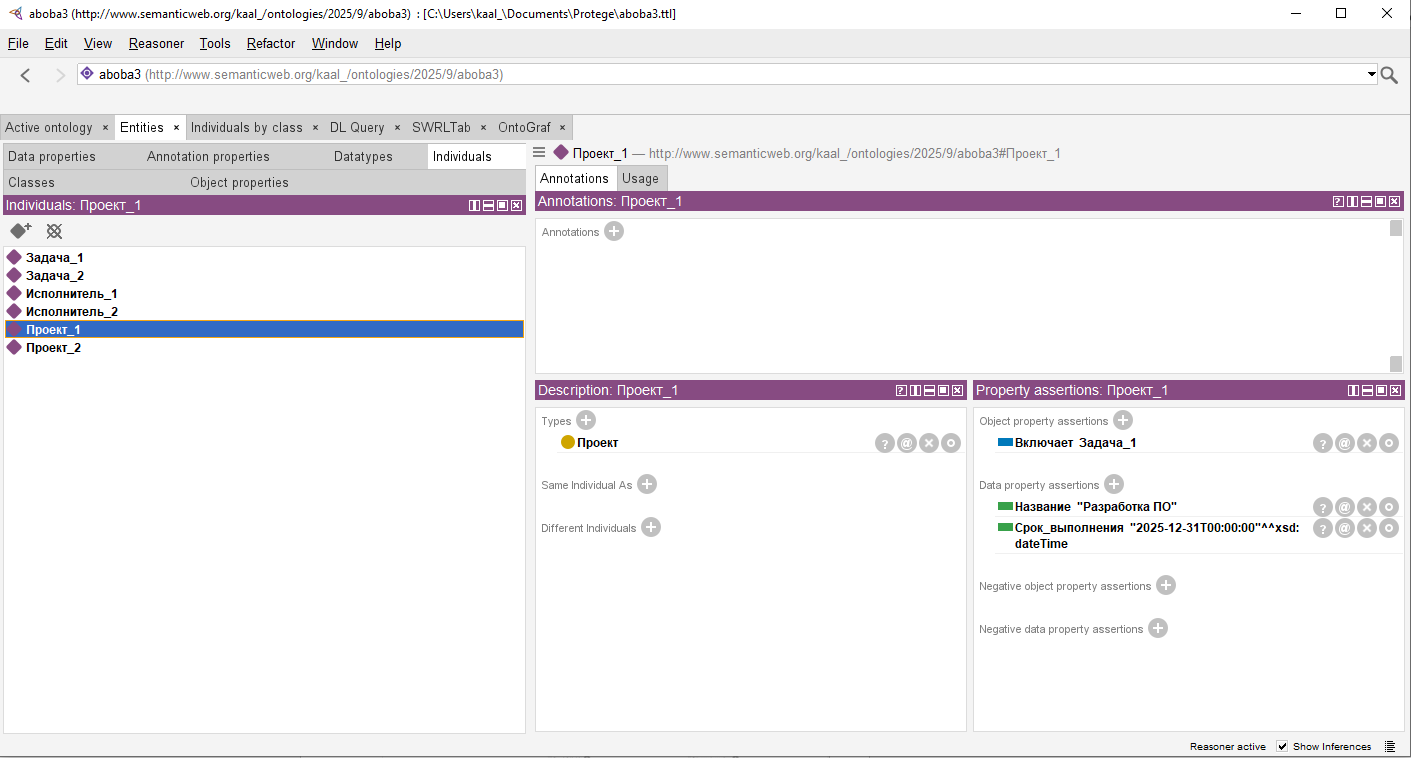 aboba3 (http://www.semanticweb.org/kaal_/ontologies/2025/9/aboba3) : [C:\Users\kaal_\Documents\Protege\aboba3.ttl]
File Edit View Reasoner Tools Refactor Window Help
aboba3 (http://www.semanticweb.org/kaal_/ontologies/2025/9/aboba3)
Active ontology × Entities × Individuals by class × DL Query × SWRLTab × OntoGraf ×
Data properties Annotation properties Datatypes Individuals
Classes Object properties
Individuals: Проект_1
Задача_1
Задача_2
Исполнитель_1
Исполнитель_2
Проект_1
Проект_2
Проект_1 — http://www.semanticweb.org/kaal_/ontologies/2025/9/aboba3#Проект_1
Annotations Usage
Annotations: Проект_1
Annotations
Description: Проект_1
Types
Проект
Same Individual As
Different Individuals
Property assertions: Проект_1
Object property assertions
Включает Задача_1
Data property assertions
Название "Разработка ПО"
Срок_выполнения "2025-12-31T00:00:00"^^xsd:
dateTime
Negative object property assertions
Negative data property assertions
Reasoner active Show Inferences